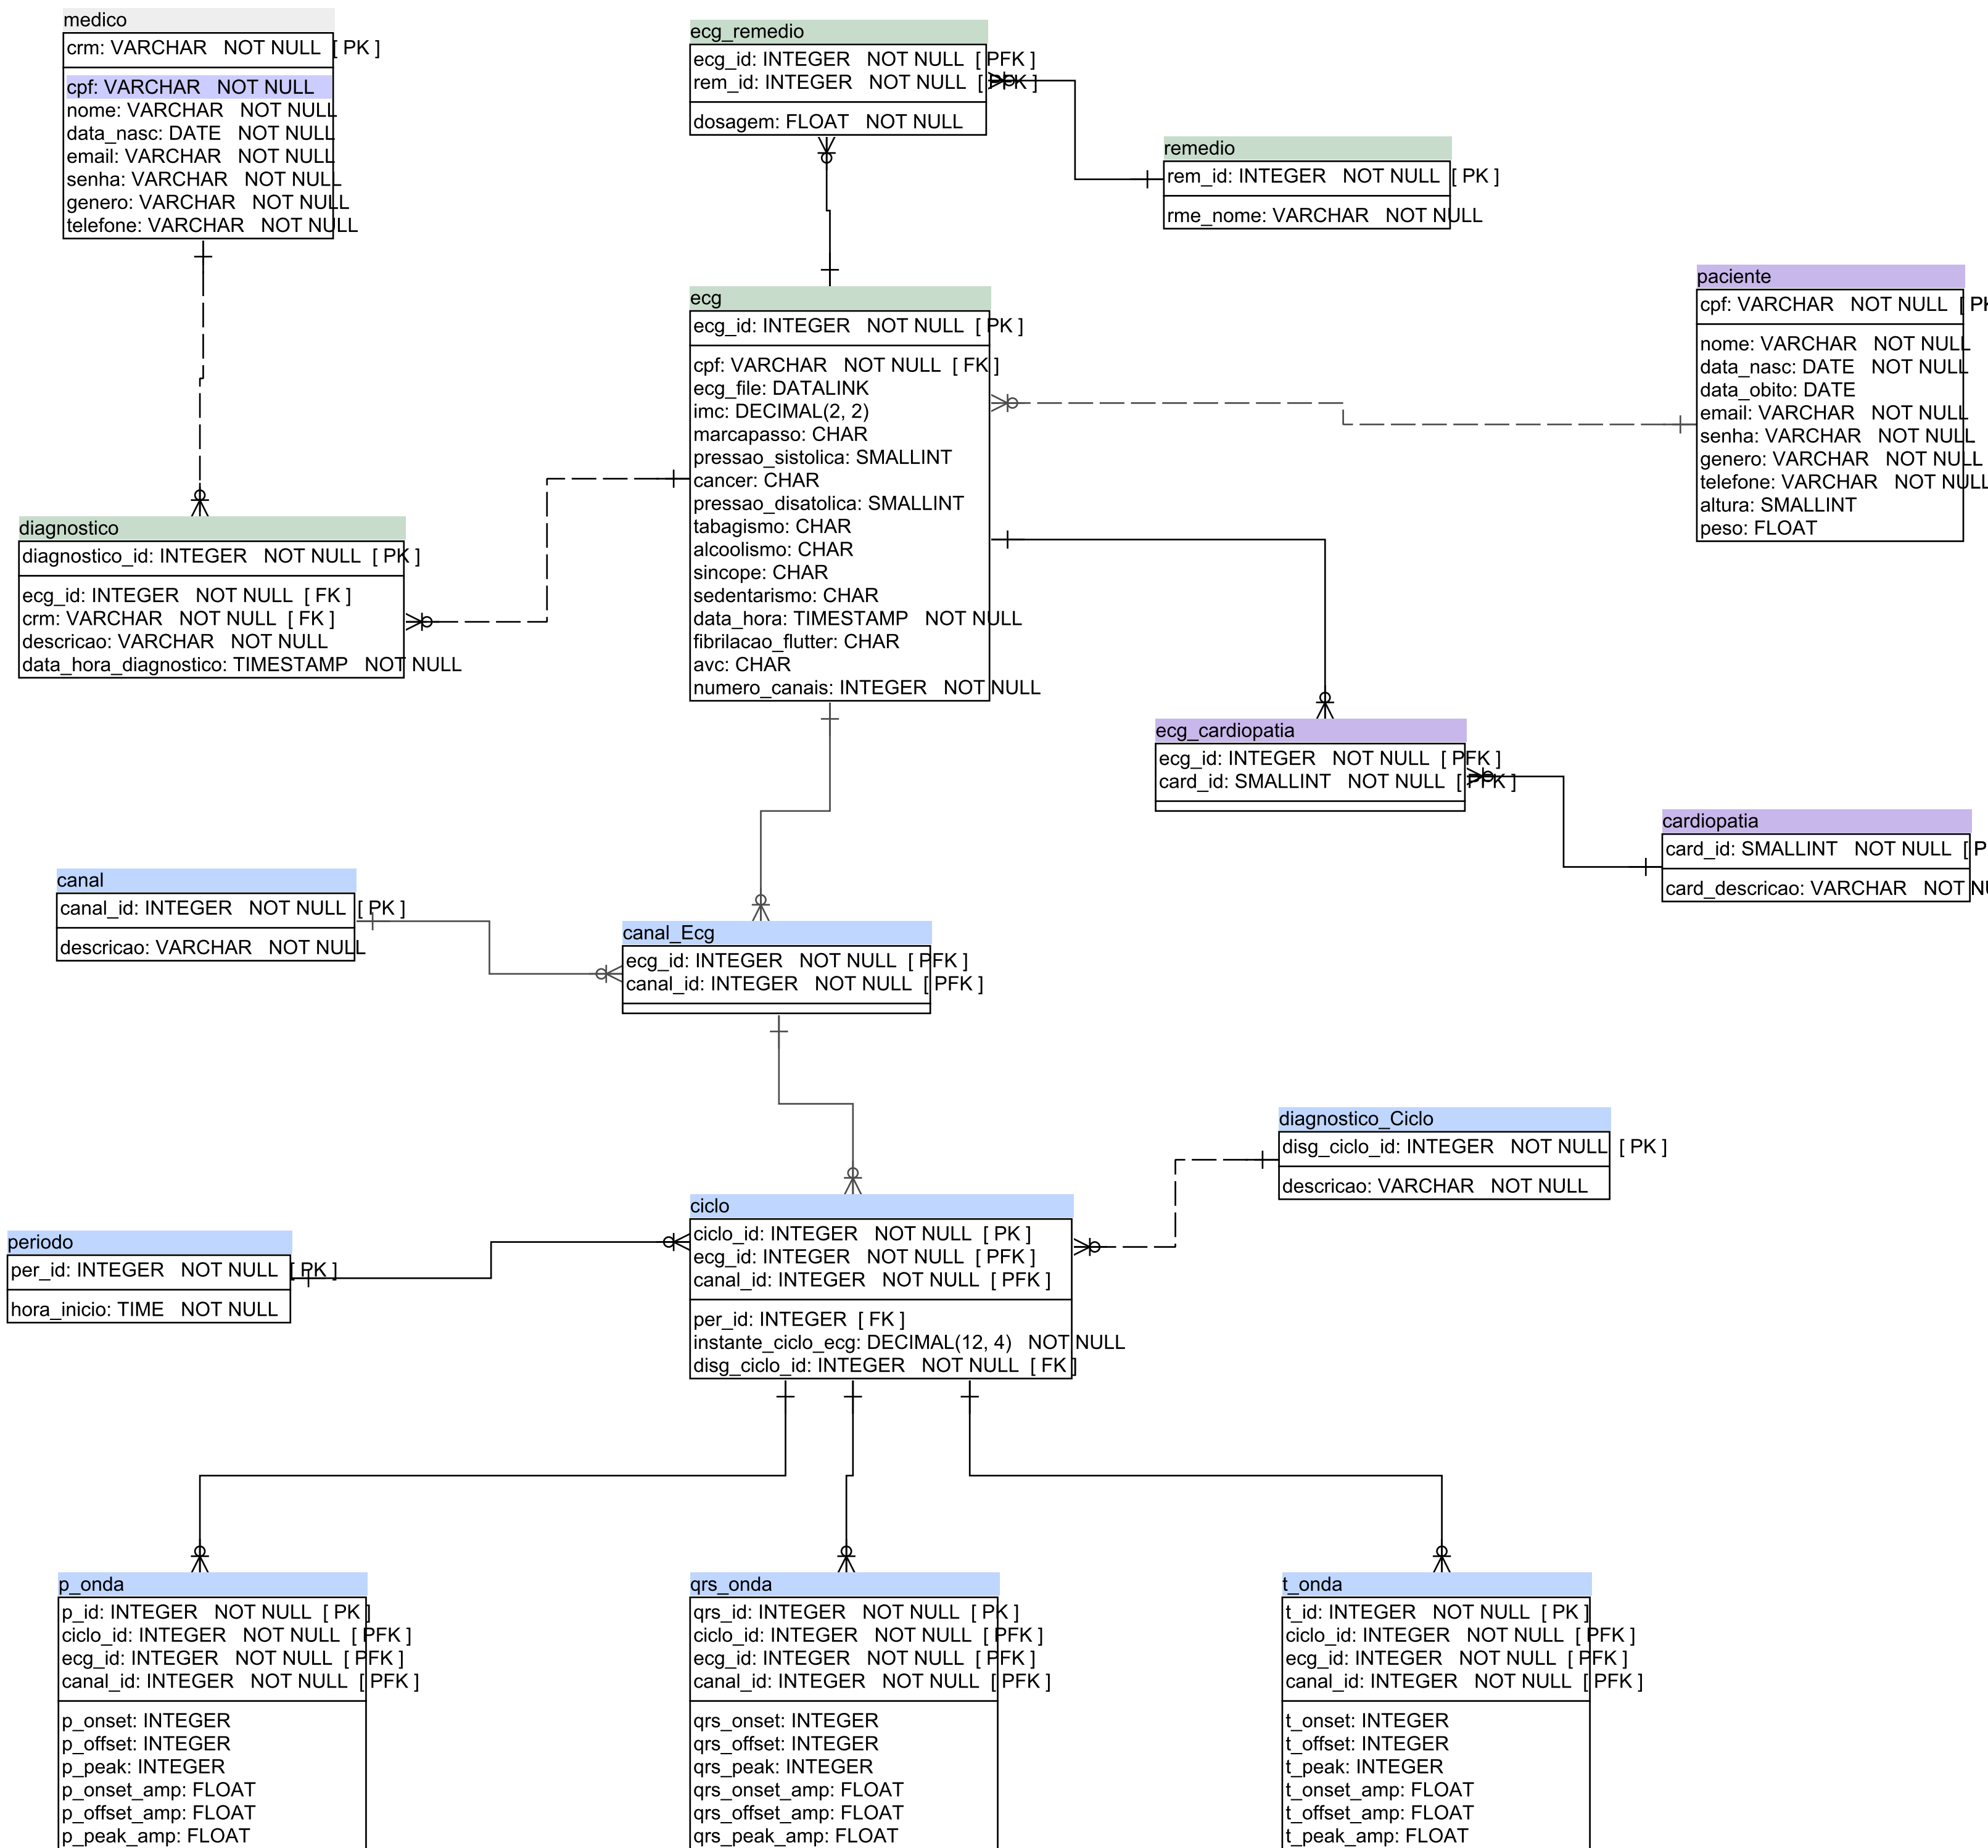 medico
crm: VARCHAR NOT NULL [ PK ]
cpf: VARCHAR NOT NULL
nome: VARCHAR NOT NULL
data_nasc: DATE NOT NULL
email: VARCHAR NOT NULL
senha: VARCHAR NOT NULL
genero: VARCHAR NOT NULL
telefone: VARCHAR NOT NULL
ecg_remedio
ecg_id: INTEGER NOT NULL [ PFK ]
rem_id: INTEGER NOT NULL [ PFK ]
dosagem: FLOAT NOT NULL
remedio
rem_id: INTEGER NOT NULL [ PK ]
rme_nome: VARCHAR NOT NULL
paciente
cpf: VARCHAR NOT NULL [ PK
nome: VARCHAR NOT NULL
data_nasc: DATE NOT NULL
data_obito: DATE
email: VARCHAR NOT NULL
senha: VARCHAR NOT NULL
genero: VARCHAR NOT NULL
telefone: VARCHAR NOT NULL
altura: SMALLINT
peso: FLOAT
ecg
ecg_id: INTEGER NOT NULL [ PK ]
cpf: VARCHAR NOT NULL [ FK ]
ecg_file: DATALINK
imc: DECIMAL(2, 2)
marcapasso: CHAR
pressao_sistolica: SMALLINT
cancer: CHAR
pressao_disatolica: SMALLINT
tabagismo: CHAR
alcoolismo: CHAR
sincope: CHAR
sedentarismo: CHAR
data_hora: TIMESTAMP NOT NULL
fibrilacao_flutter: CHAR
avc: CHAR
numero_canais: INTEGER NOT NULL
diagnostico
diagnostico_id: INTEGER NOT NULL [ PK ]
ecg_id: INTEGER NOT NULL [ FK ]
crm: VARCHAR NOT NULL [ FK ]
descricao: VARCHAR NOT NULL
data_hora_diagnostico: TIMESTAMP NOT NULL
ecg_cardiopatia
ecg_id: INTEGER NOT NULL [ PFK ]
card_id: SMALLINT NOT NULL [ PFK ]
cardiopatia
card_id: SMALLINT NOT NULL [ P
card_descricao: VARCHAR NOT NU
canal
canal_id: INTEGER NOT NULL [ PK ]
descricao: VARCHAR NOT NULL
canal_Ecg
ecg_id: INTEGER NOT NULL [ PFK ]
canal_id: INTEGER NOT NULL [ PFK ]
diagnostico_Ciclo
disg_ciclo_id: INTEGER NOT NULL [ PK ]
descricao: VARCHAR NOT NULL
periodo
per_id: INTEGER NOT NULL [ PK ]
hora_inicio: TIME NOT NULL
ciclo
ciclo_id: INTEGER NOT NULL [ PK ]
ecg_id: INTEGER NOT NULL [ PFK ]
canal_id: INTEGER NOT NULL [ PFK ]
per_id: INTEGER [ FK ]
instante_ciclo_ecg: DECIMAL(12, 4) NOT NULL
disg_ciclo_id: INTEGER NOT NULL [ FK ]
p_onda
p_id: INTEGER NOT NULL [ PK ]
ciclo_id: INTEGER NOT NULL [ PFK ]
ecg_id: INTEGER NOT NULL [ PFK ]
canal_id: INTEGER NOT NULL [ PFK ]
p_onset: INTEGER
p_offset: INTEGER
p_peak: INTEGER
p_onset_amp: FLOAT
p_offset_amp: FLOAT
p_peak_amp: FLOAT
qrs_onda
qrs_id: INTEGER NOT NULL [ PK ]
ciclo_id: INTEGER NOT NULL [ PFK ]
ecg_id: INTEGER NOT NULL [ PFK ]
canal_id: INTEGER NOT NULL [ PFK ]
qrs_onset: INTEGER
qrs_offset: INTEGER
qrs_peak: INTEGER
qrs_onset_amp: FLOAT
qrs_offset_amp: FLOAT
qrs_peak_amp: FLOAT
t_onda
t_id: INTEGER NOT NULL [ PK ]
ciclo_id: INTEGER NOT NULL [ PFK ]
ecg_id: INTEGER NOT NULL [ PFK ]
canal_id: INTEGER NOT NULL [ PFK ]
t_onset: INTEGER
t_offset: INTEGER
t_peak: INTEGER
t_onset_amp: FLOAT
t_offset_amp: FLOAT
t_peak_amp: FLOAT